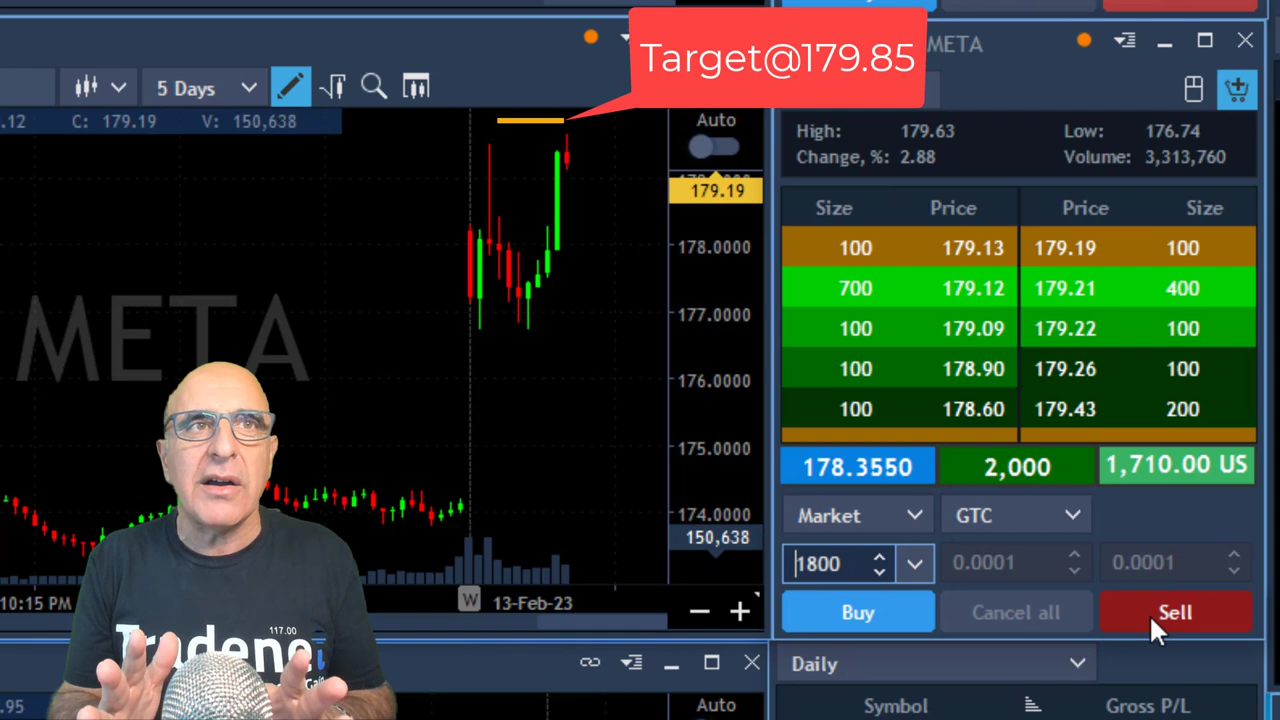 Target@179.85
META
5 Days
.12 C: 179.19 V: 150,638
Auto
179.19
178.0000
177.0000
176.0000
175.0000
174.0000
150,638
META
10:15 PM
W
13-Feb-23
High: 179.63 Low: 176.74
Change, %: 2.88 Volume: 3,313,760
Size Price Price Size
100 179.13 179.19 100
700 179.12 179.21 400
100 179.09 179.22 100
100 178.90 179.26 100
100 178.60 179.43 200
178.3550 2,000 1,710.00 US
Market GTC
1800 0.0001 0.0001
Buy Cancel all Sell
Daily
Symbol Gross P/L
.95
Auto
117.00